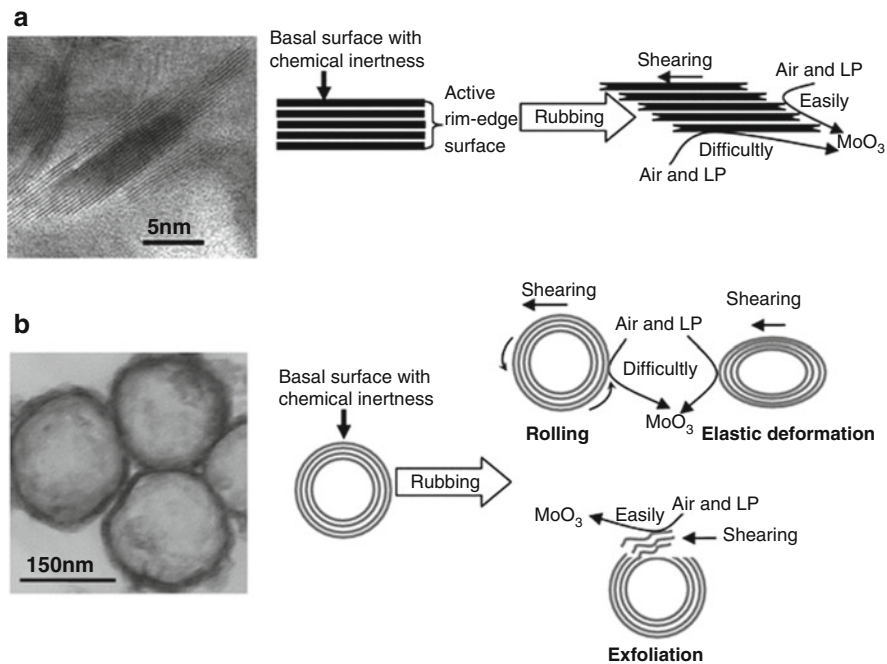 a
5nm
Basal surface with
chemical inertness
Active
rim-edge
surface
Rubbing
Shearing
Air and LP
Easily
MoO₃
Difficultly
Air and LP
b
150nm
Basal surface with
chemical inertness
Rubbing
Shearing
Air and LP
Difficultly
MoO₃
Rolling
Shearing
Elastic deformation
MoO₃
Easily
Air and LP
Shearing
Exfoliation